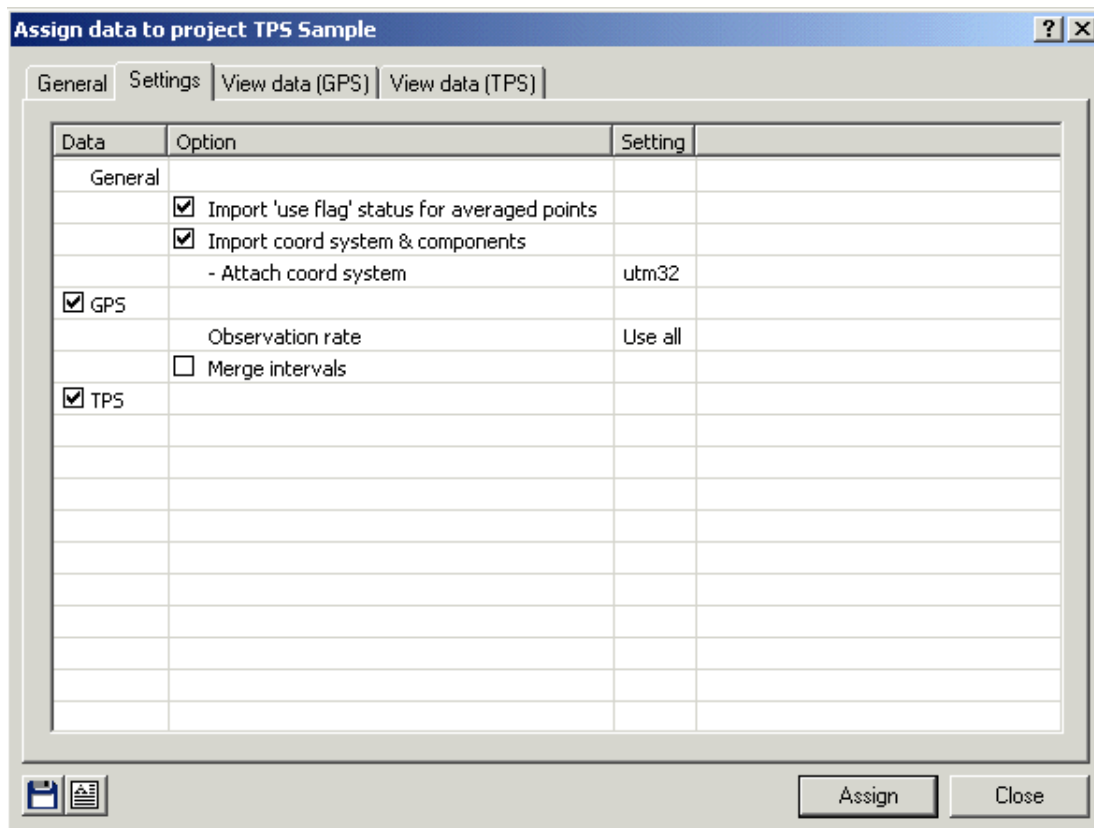 Assign data to project TPS Sample
General Settings View data (GPS) View data (TPS)
Data Option Setting
General
Import 'use flag' status for averaged points
Import coord system & components
- Attach coord system utm32
GPS
Observation rate Use all
Merge intervals
TPS
Assign Close